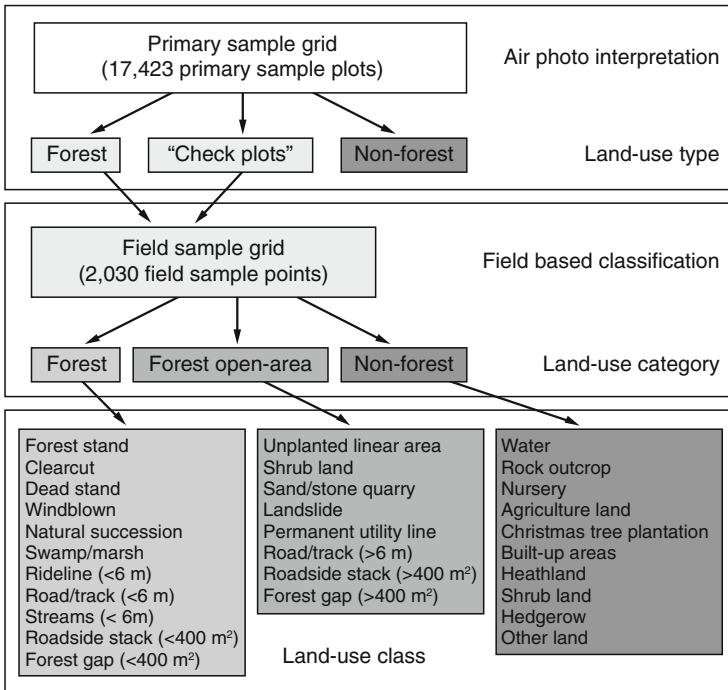 Primary sample grid
(17,423 primary sample plots)
Air photo interpretation
Forest
“Check plots”
Non-forest
Land-use type
Field sample grid
(2,030 field sample points)
Field based classification
Forest
Forest open-area
Non-forest
Land-use category
Forest stand
Clearcut
Dead stand
Windblown
Natural succession
Swamp/marsh
Rideline (<6 m)
Road/track (<6 m)
Streams (< 6m)
Roadside stack (<400 m²)
Forest gap (<400 m²)
Unplanted linear area
Shrub land
Sand/stone quarry
Landslide
Permanent utility line
Road/track (>6 m)
Roadside stack (>400 m²)
Forest gap (>400 m²)
Water
Rock outcrop
Nursery
Agriculture land
Christmas tree plantation
Built-up areas
Heathland
Shrub land
Hedgerow
Other land
Land-use class